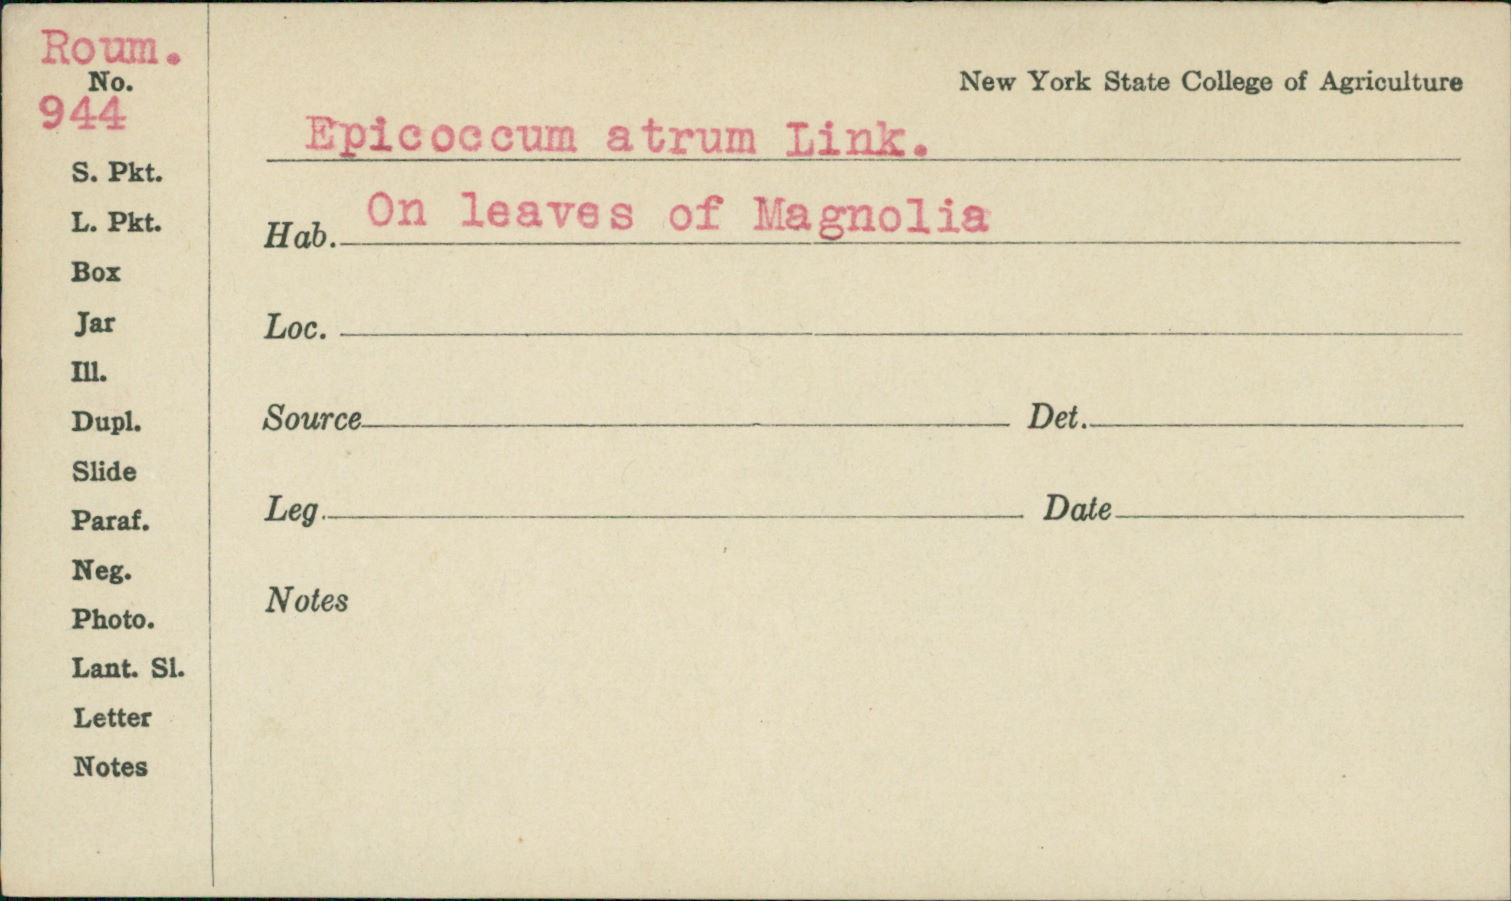 Roum.
No.
944
S. Pkt.
L. Pkt.
Box
Jar
Ill.
Dupl.
Slide
Paraf.
Neg.
Photo.
Lant. Sl.
Letter
Notes
New York State College of Agriculture
Epicoccum atrum Link.
Hab. On leaves of Magnolia
Loc.
Source Det.
Leg. Date
Notes